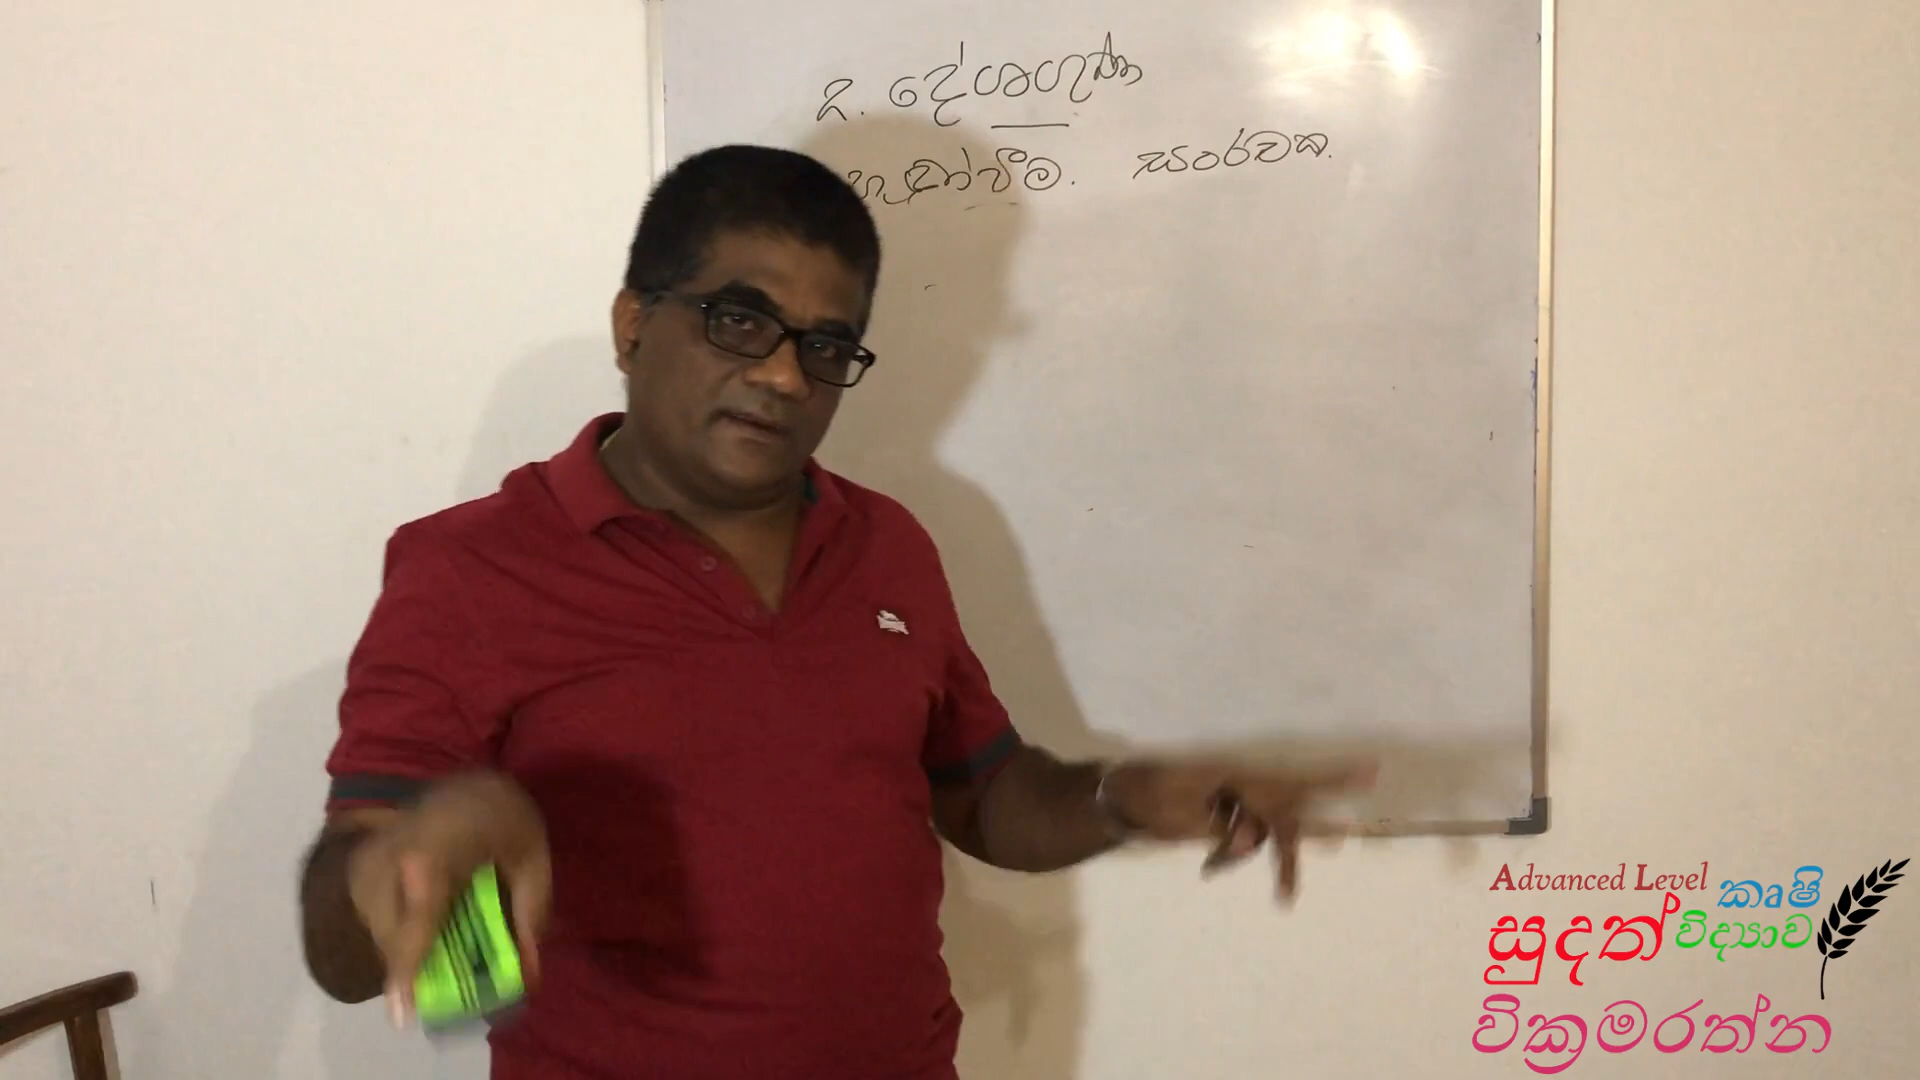 2. දේශගුණ
හැඳින්වීම. සංරචක.
Advanced Level කෘෂි
සුදත් විද්‍යාව
වික්‍රමරත්න